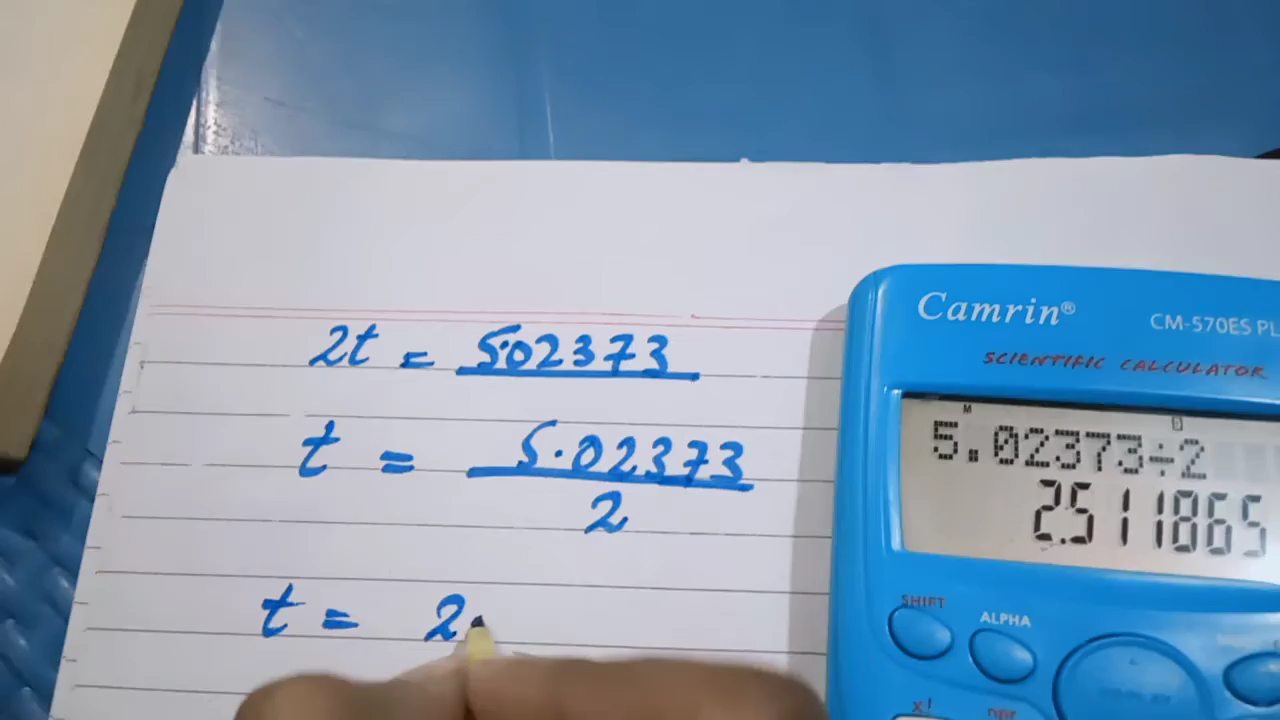 2t = 5.02373
t = 5.02373
2
t = 2.
Camrin®
CM-570ES PL
SCIENTIFIC CALCULATOR
M D
5.02373÷2
2.511865
SHIFT
ALPHA
x!
nPr